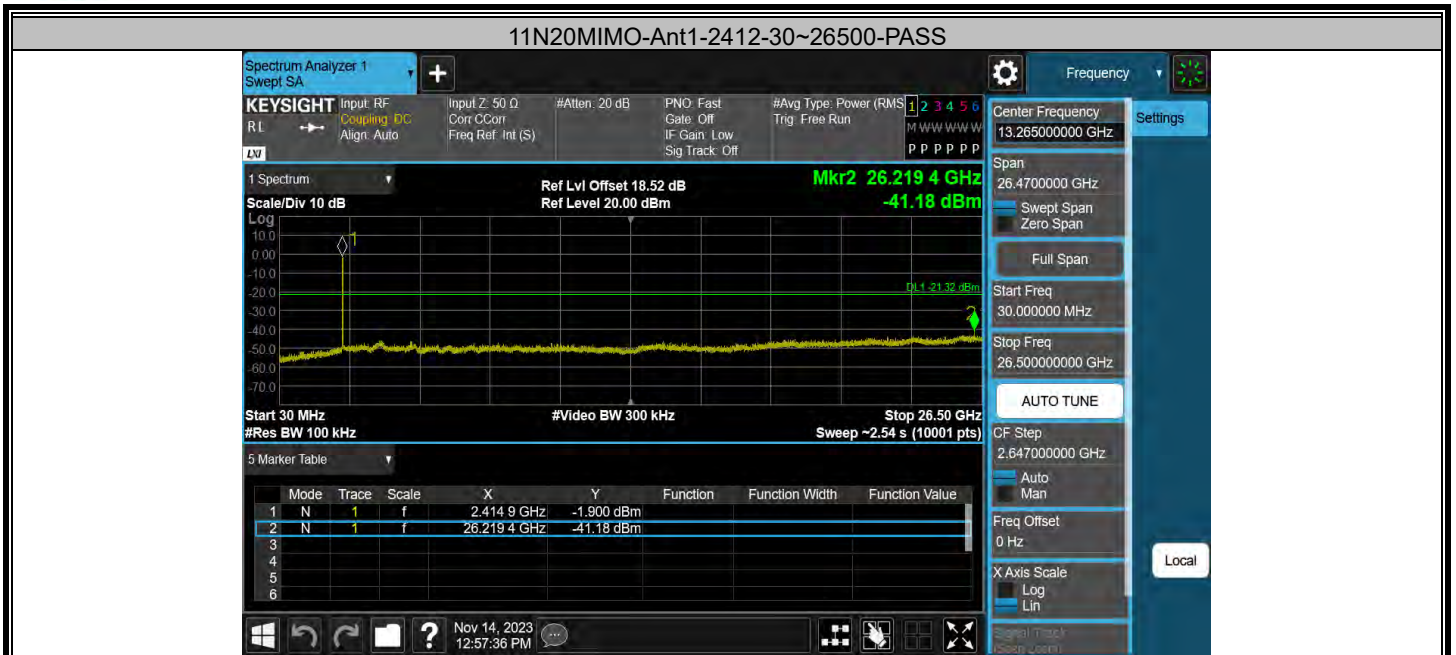 11N20MIMO-Ant1-2412-30~26500-PASS
Spectrum Analyzer 1
Swept SA
+
Frequency
KEYSIGHT
RL
LXI
Input: RF
Coupling: DC
Align: Auto
Input Z: 50 Ω
Corr CCorr
Freq Ref: Int (S)
#Atten: 20 dB
PNO: Fast
Gate: Off
IF Gain: Low
Sig Track: Off
#Avg Type: Power (RMS
Trig: Free Run
1 2 3 4 5 6
M W W W W W
P P P P P P
1 Spectrum
Scale/Div 10 dB
Ref Lvl Offset 18.52 dB
Ref Level 20.00 dBm
Mkr2 26.219 4 GHz
-41.18 dBm
Log
10.0
0.00
-10.0
-20.0
-30.0
-40.0
-50.0
-60.0
-70.0
1
DL1 -21.32 dBm
2
Start 30 MHz
#Res BW 100 kHz
#Video BW 300 kHz
Stop 26.50 GHz
Sweep ~2.54 s (10001 pts)
5 Marker Table
Mode Trace Scale X Y Function Function Width Function Value
1 N 1 f 2.414 9 GHz -1.900 dBm
2 N 1 f 26.219 4 GHz -41.18 dBm
3
4
5
6
Nov 14, 2023
12:57:36 PM
Center Frequency
13.265000000 GHz
Settings
Span
26.4700000 GHz
Swept Span
Zero Span
Full Span
Start Freq
30.000000 MHz
Stop Freq
26.500000000 GHz
AUTO TUNE
CF Step
2.647000000 GHz
Auto
Man
Freq Offset
0 Hz
X Axis Scale
Log
Lin
Local
Signal Track
(Span Zoom)